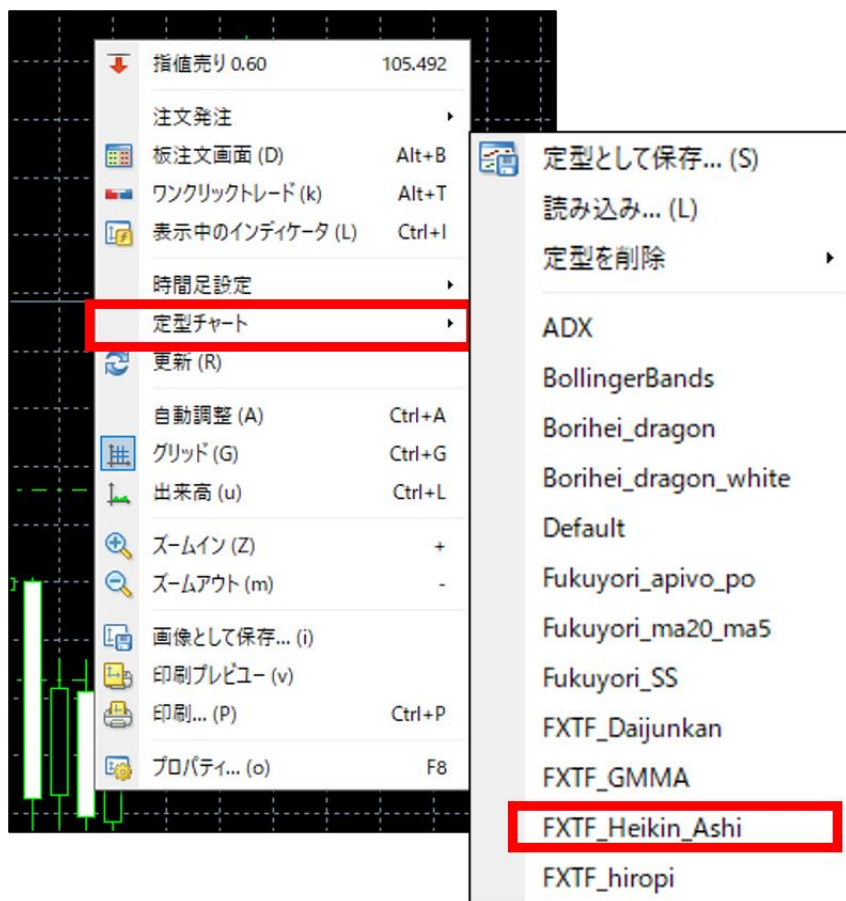 指値売り 0.60 105.492
注文発注
板注文画面 (D) Alt+B
ワンクリックトレード (k) Alt+T
表示中のインディケータ (L) Ctrl+I
時間足設定
定型チャート
更新 (R)
自動調整 (A) Ctrl+A
グリッド (G) Ctrl+G
出来高 (u) Ctrl+L
ズームイン (Z) +
ズームアウト (m) -
画像として保存... (i)
印刷プレビュー (v)
印刷... (P) Ctrl+P
プロパティ... (o) F8
定型として保存... (S)
読み込み... (L)
定型を削除
ADX
BollingerBands
Borihei_dragon
Borihei_dragon_white
Default
Fukuyori_apivo_po
Fukuyori_ma20_ma5
Fukuyori_SS
FXTF_Daijunkan
FXTF_GMMA
FXTF_Heikin_Ashi
FXTF_hiropi